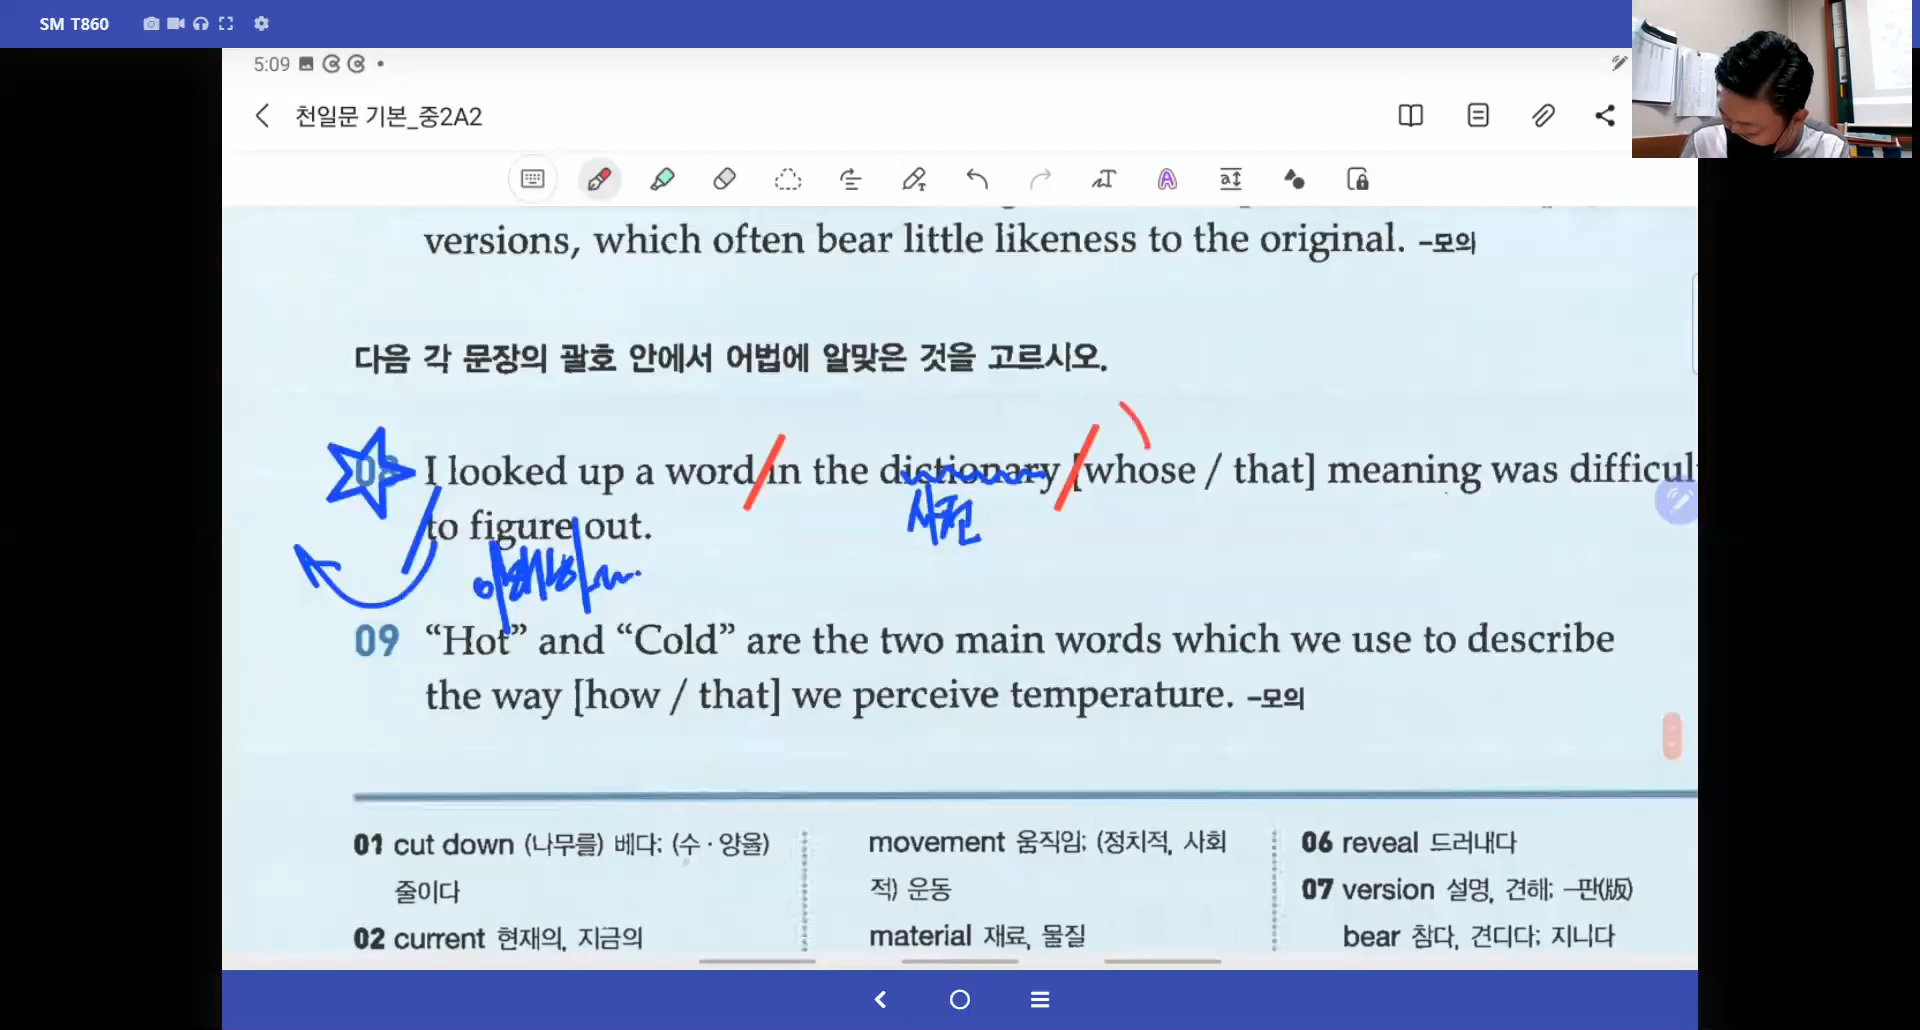 SM T860
5:09
천일문 기본_중2A2
versions, which often bear little likeness to the original. –모의
다음 각 문장의 괄호 안에서 어법에 알맞은 것을 고르시오.
08 I looked up a word in the dictionary [whose / that] meaning was difficul
사전
to figure out.
이해하
09 “Hot” and “Cold” are the two main words which we use to describe
the way [how / that] we perceive temperature. –모의
01 cut down (나무를) 베다; (수 · 양을)
줄이다
02 current 현재의, 지금의
movement 움직임; (정치적, 사회
적) 운동
material 재료, 물질
06 reveal 드러내다
07 version 설명, 견해; –판(版)
bear 참다, 견디다; 지니다